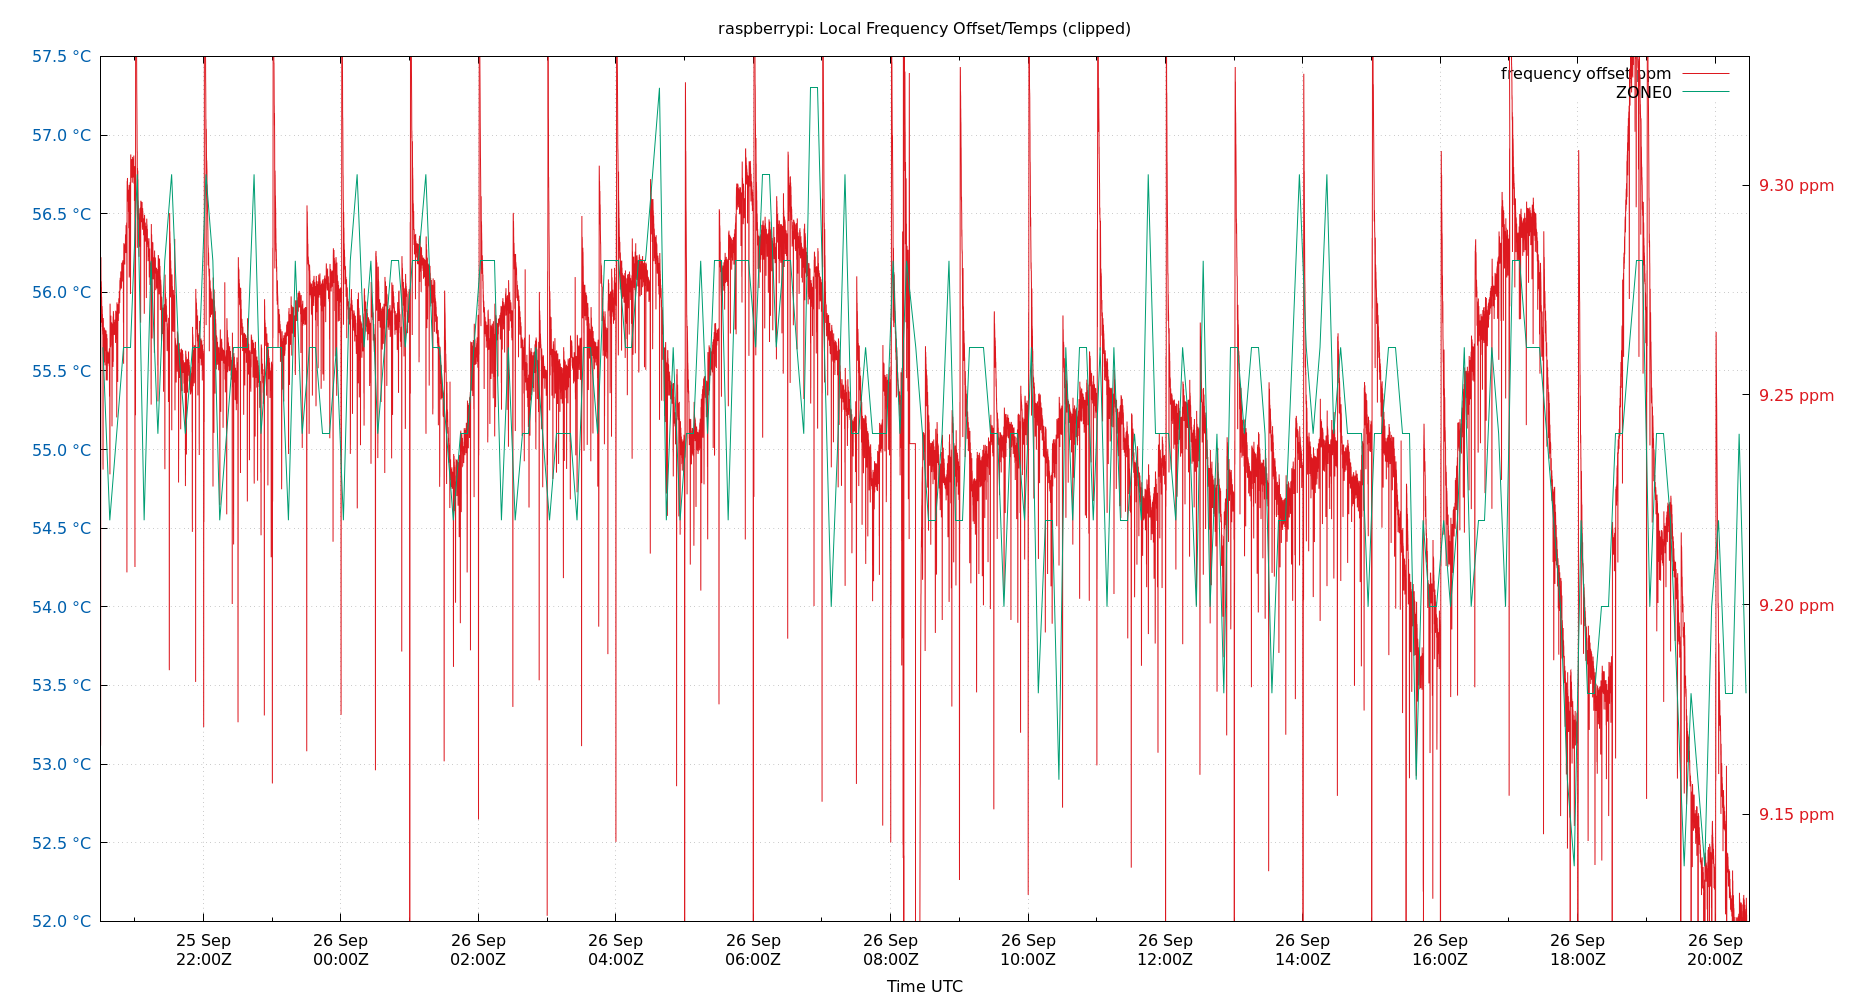 raspberrypi: Local Frequency Offset/Temps (clipped)
57.5 °C
57.0 °C
56.5 °C
56.0 °C
55.5 °C
55.0 °C
54.5 °C
54.0 °C
53.5 °C
53.0 °C
52.5 °C
52.0 °C
frequency offset ppm
ZONE0
9.30 ppm
9.25 ppm
9.20 ppm
9.15 ppm
25 Sep
22:00Z
26 Sep
00:00Z
26 Sep
02:00Z
26 Sep
04:00Z
26 Sep
06:00Z
26 Sep
08:00Z
26 Sep
10:00Z
26 Sep
12:00Z
26 Sep
14:00Z
26 Sep
16:00Z
26 Sep
18:00Z
26 Sep
20:00Z
Time UTC